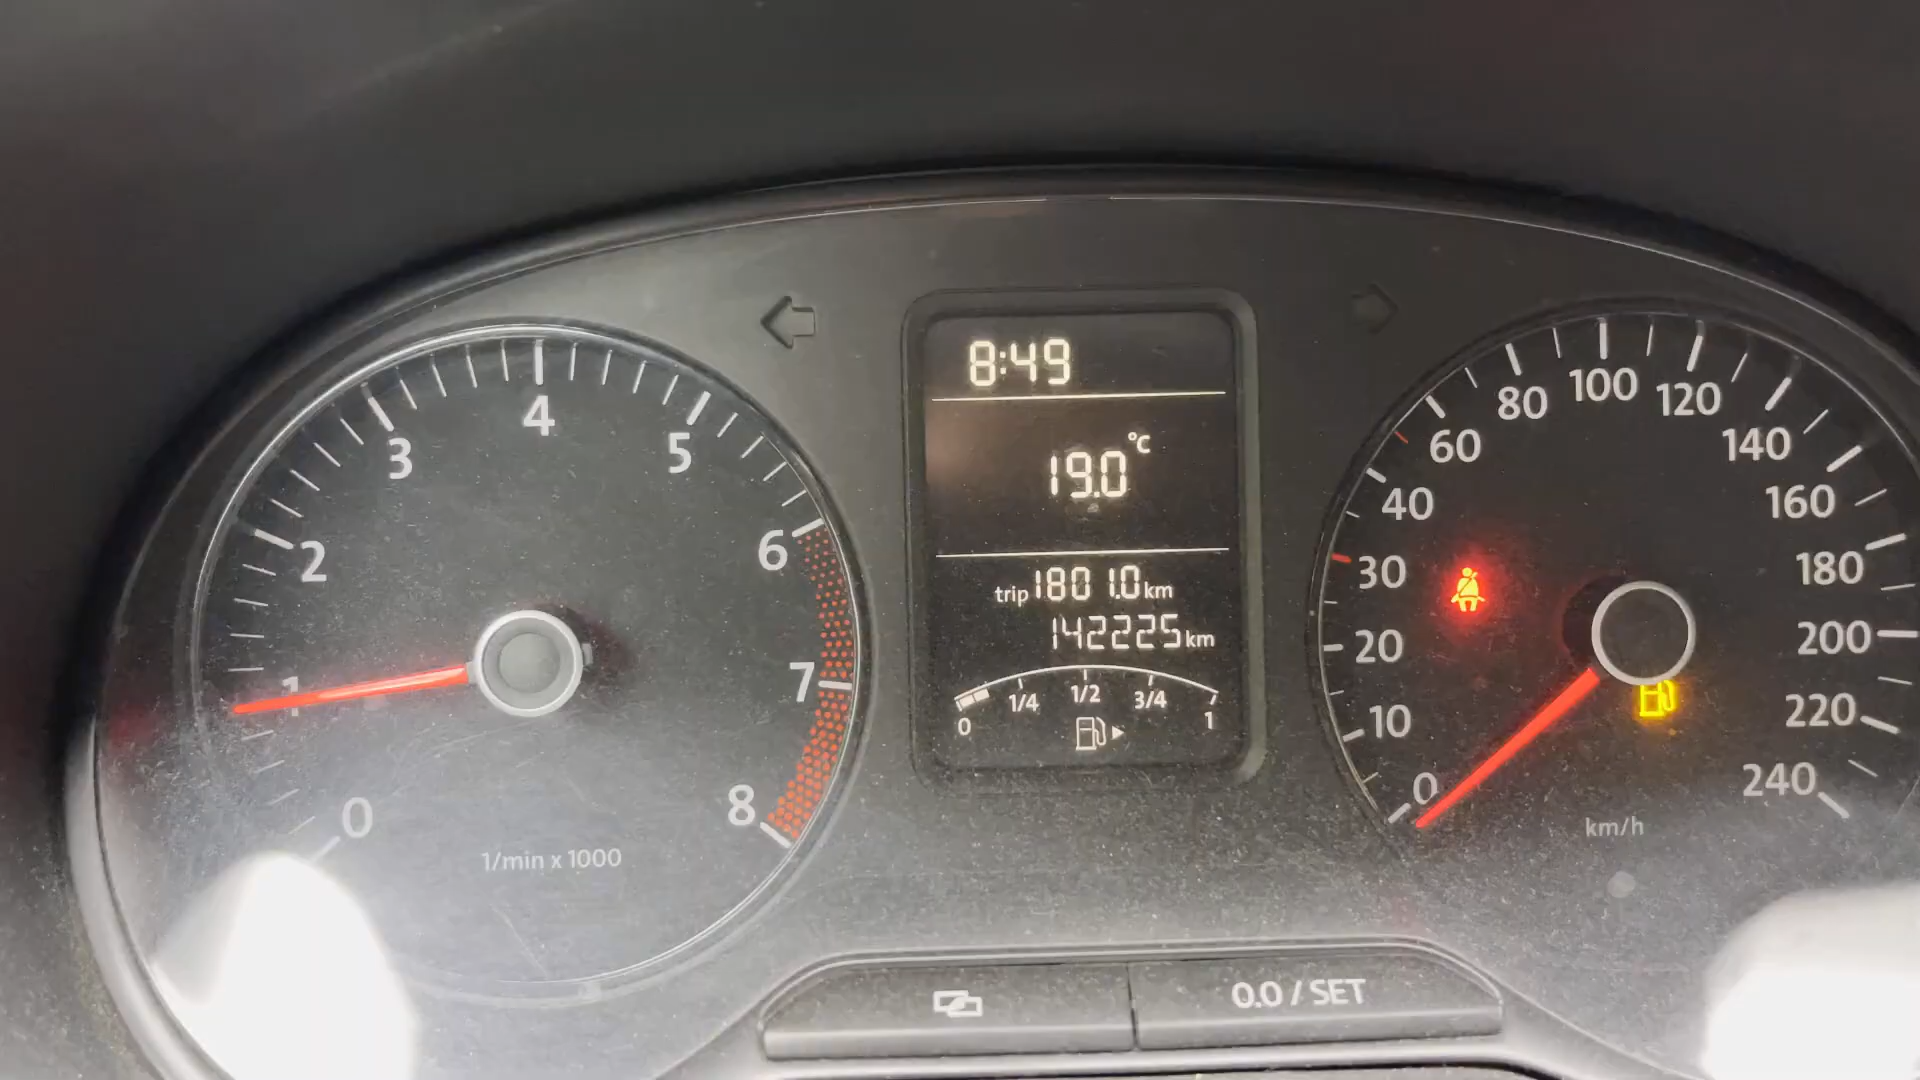 8:49
19.0°C
trip 1801.0 km
142225 km
0 1/4 1/2 3/4 1
0 1 2 3 4 5 6 7 8
1/min x 1000
0 10 20 30 40 60 80 100 120 140 160 180 200 220 240
km/h
0.0 / SET